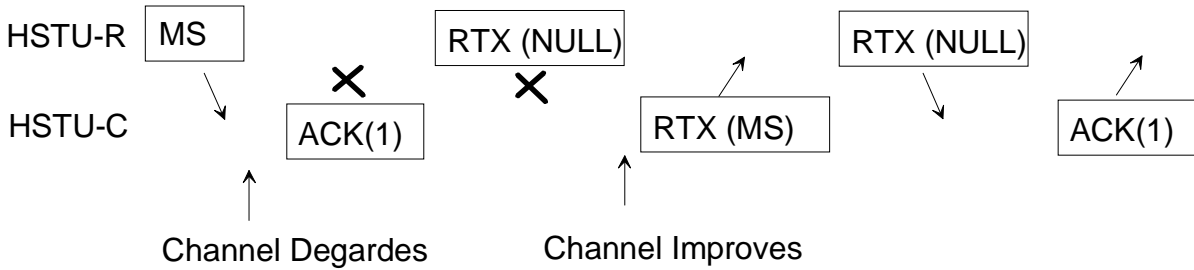 HSTU-R MS RTX (NULL) RTX (NULL)
HSTU-C ACK(1) RTX (MS) ACK(1)
Channel Degardes Channel Improves